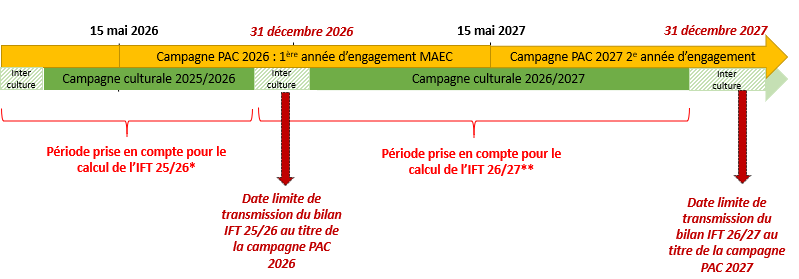 15 mai 2026
31 décembre 2026
15 mai 2027
31 décembre 2027
Campagne PAC 2026 : 1ère année d’engagement MAEC
Campagne PAC 2027 2e année d’engagement
Inter
culture
Campagne culturale 2025/2026
Inter
culture
Campagne culturale 2026/2027
Inter
culture
Période prise en compte pour le
calcul de l’IFT 25/26*
Période prise en compte pour le
calcul de l’IFT 26/27**
Date limite de
transmission du bilan
IFT 25/26 au titre de
la campagne PAC
2026
Date limite de
transmission du
bilan IFT 26/27 au
titre de la campagne
PAC 2027